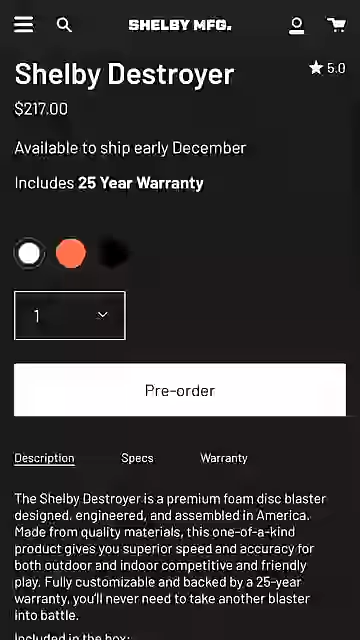 SHELBY MFG.
Shelby Destroyer
★ 5.0
$217.00
Available to ship early December
Includes 25 Year Warranty
1
Pre-order
Description Specs Warranty
The Shelby Destroyer is a premium foam disc blaster
designed, engineered, and assembled in America.
Made from quality materials, this one-of-a-kind
product gives you superior speed and accuracy for
both outdoor and indoor competitive and friendly
play. Fully customizable and backed by a 25-year
warranty, you'll never need to take another blaster
into battle.
Included in the box: